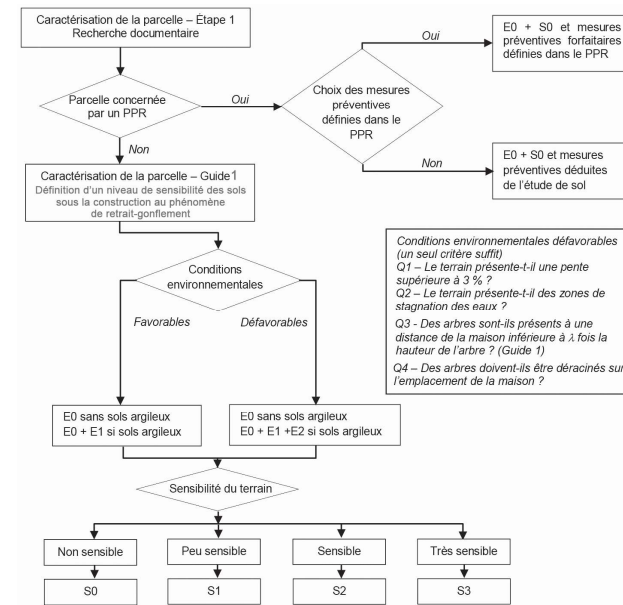 Caractérisation de la parcelle – Étape 1
Recherche documentaire
Parcelle concernée
par un PPR
Oui
Choix des mesures
préventives
définies dans le
PPR
Oui
E0 + S0 et mesures
préventives forfaitaires
définies dans le PPR
Non
E0 + S0 et mesures
préventives déduites
de l'étude de sol
Non
Caractérisation de la parcelle – Guide1
Définition d'un niveau de sensibilité des sols
sous la construction au phénomène
de retrait-gonflement
Conditions
environnementales
Favorables
Défavorables
Conditions environnementales défavorables
(un seul critère suffit)
Q1 – Le terrain présente-t-il une pente
supérieure à 3 % ?
Q2 – Le terrain présente-t-il des zones de
stagnation des eaux ?
Q3 - Des arbres sont-ils présents à une
distance de la maison inférieure à λ fois la
hauteur de l'arbre ? (Guide 1)
Q4 – Des arbres doivent-ils être déracinés sur
l'emplacement de la maison ?
E0 sans sols argileux
E0 + E1 si sols argileux
E0 sans sols argileux
E0 + E1 +E2 si sols argileux
Sensibilité du terrain
Non sensible
Peu sensible
Sensible
Très sensible
S0
S1
S2
S3